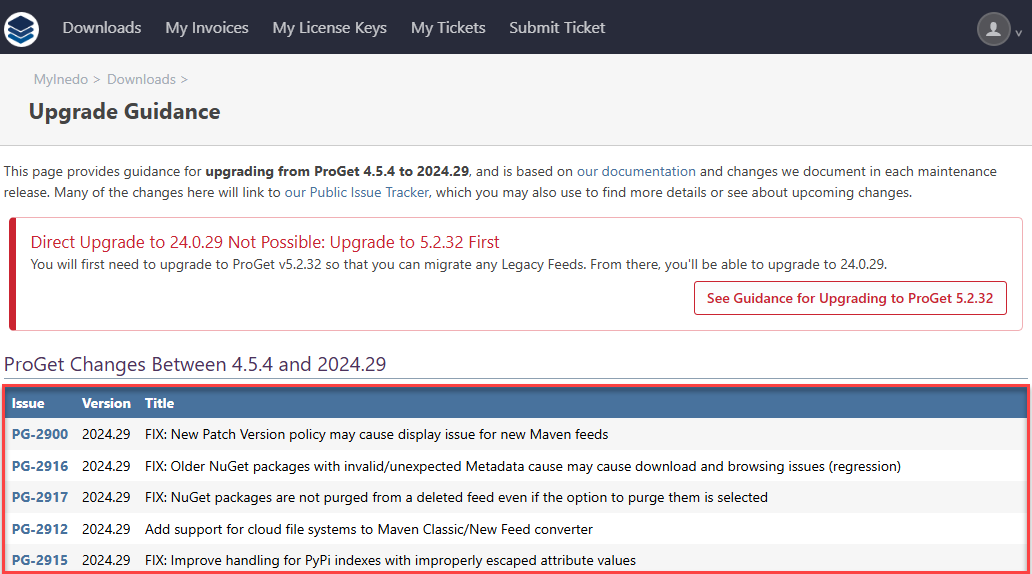 Downloads My Invoices My License Keys My Tickets Submit Ticket
MyInedo > Downloads >
Upgrade Guidance
This page provides guidance for upgrading from ProGet 4.5.4 to 2024.29, and is based on our documentation and changes we document in each maintenance
release. Many of the changes here will link to our Public Issue Tracker, which you may also use to find more details or see about upcoming changes.
Direct Upgrade to 24.0.29 Not Possible: Upgrade to 5.2.32 First
You will first need to upgrade to ProGet v5.2.32 so that you can migrate any Legacy Feeds. From there, you'll be able to upgrade to 24.0.29.
See Guidance for Upgrading to ProGet 5.2.32
ProGet Changes Between 4.5.4 and 2024.29
Issue Version Title
PG-2900 2024.29 FIX: New Patch Version policy may cause display issue for new Maven feeds
PG-2916 2024.29 FIX: Older NuGet packages with invalid/unexpected Metadata cause may cause download and browsing issues (regression)
PG-2917 2024.29 FIX: NuGet packages are not purged from a deleted feed even if the option to purge them is selected
PG-2912 2024.29 Add support for cloud file systems to Maven Classic/New Feed converter
PG-2915 2024.29 FIX: Improve handling for PyPi indexes with improperly escaped attribute values